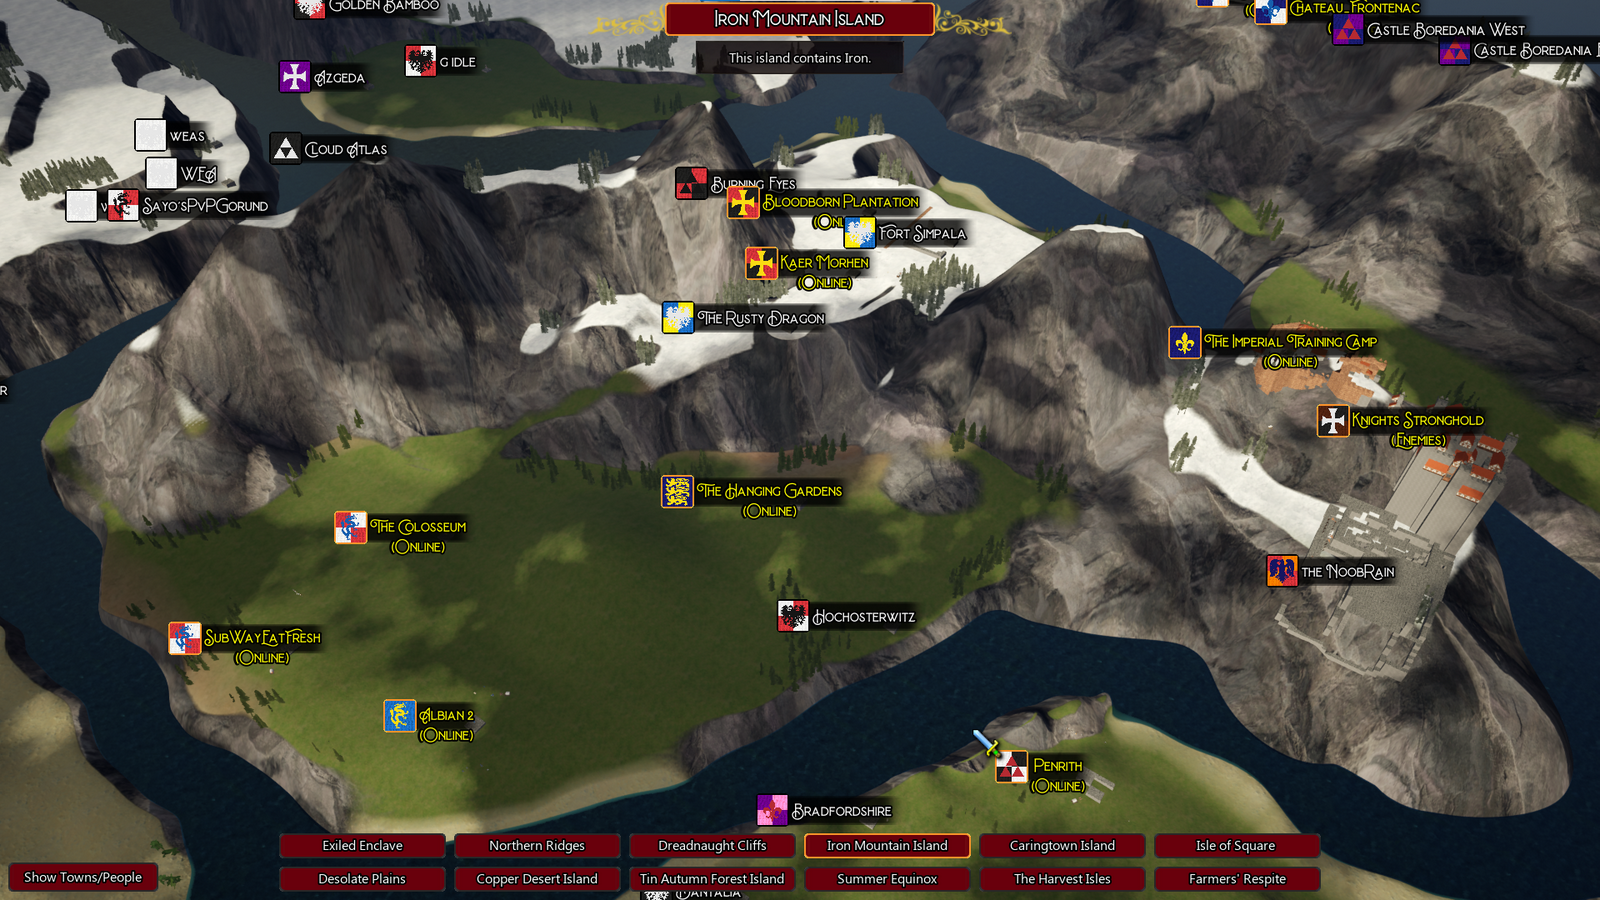 Golden Bamboo
Iron Mountain Island
This island contains Iron.
Chateau_Frontenac
Castle Boredania West
Castle Boredania
G IDLE
Azgeda
weas
WEA
Cloud Atlas
Sayo'sPvPGorund
Burning Eyes
Bloodborn Plantation
Fort Simpala
Kaer Morhen
(Online)
The Rusty Dragon
The Imperial Training Camp
(Online)
Knights Stronghold
(Enemies)
R
The Hanging Gardens
(Online)
The Colosseum
(Online)
the NoobRain
Hochosterwitz
SubWayEatFresh
(Online)
Albian 2
(Online)
Penrith
(Online)
Bradfordshire
Exiled Enclave
Northern Ridges
Dreadnaught Cliffs
Iron Mountain Island
Caringtown Island
Isle of Square
Show Towns/People
Desolate Plains
Copper Desert Island
Tin Autumn Forest Island
Summer Equinox
The Harvest Isles
Farmers' Respite